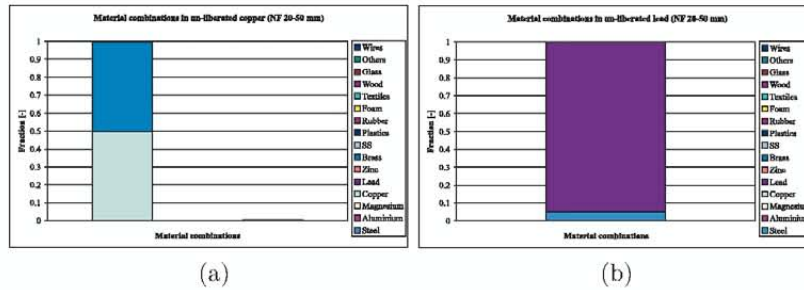 Material combinations in un-liberated copper (NF 20-50 mm)
1
0.9
0.8
0.7
0.6
0.5
0.4
0.3
0.2
0.1
0
Fraction [-]
Material combinations
Wires
Others
Glass
Wood
Textiles
Foam
Rubber
Plastics
SS
Brass
Zinc
Lead
Copper
Magnesium
Aluminium
Steel
(a)
Material combinations in un-liberated lead (NF 20-50 mm)
1
0.9
0.8
0.7
0.6
0.5
0.4
0.3
0.2
0.1
0
Fraction [-]
Material combinations
Wires
Others
Glass
Wood
Textiles
Foam
Rubber
Plastics
SS
Brass
Zinc
Lead
Copper
Magnesium
Aluminium
Steel
(b)